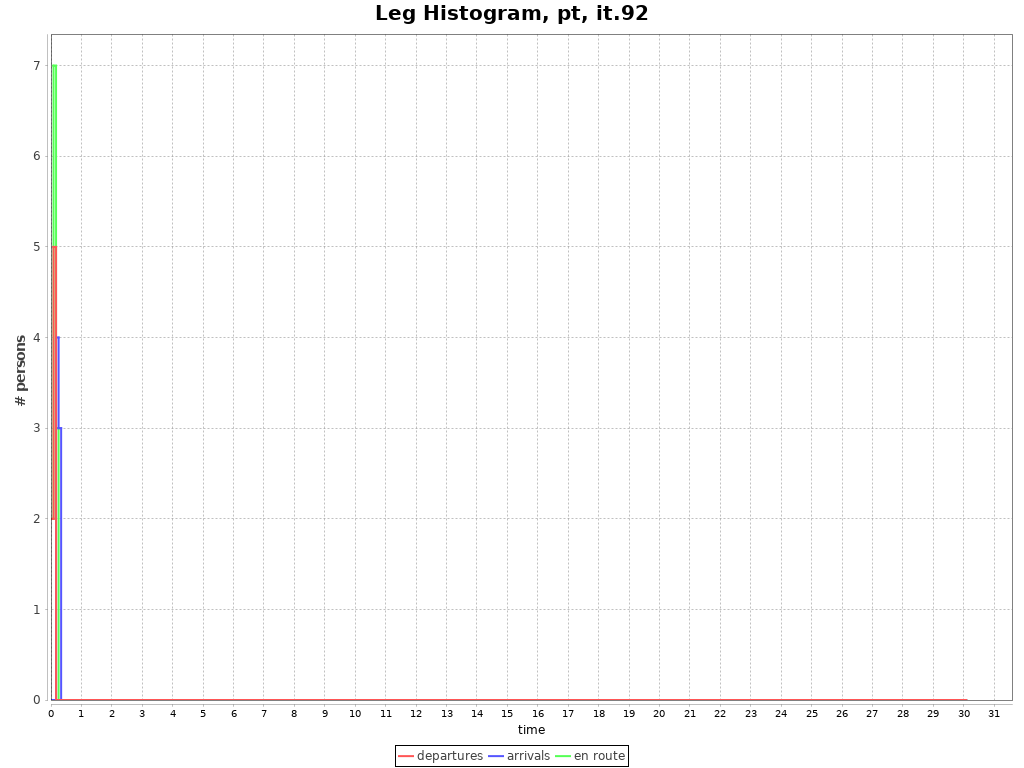 Leg Histogram, pt, it.92
# persons
7
6
5
4
3
2
1
0
0 1 2 3 4 5 6 7 8 9 10 11 12 13 14 15 16 17 18 19 20 21 22 23 24 25 26 27 28 29 30 31
time
departures arrivals en route